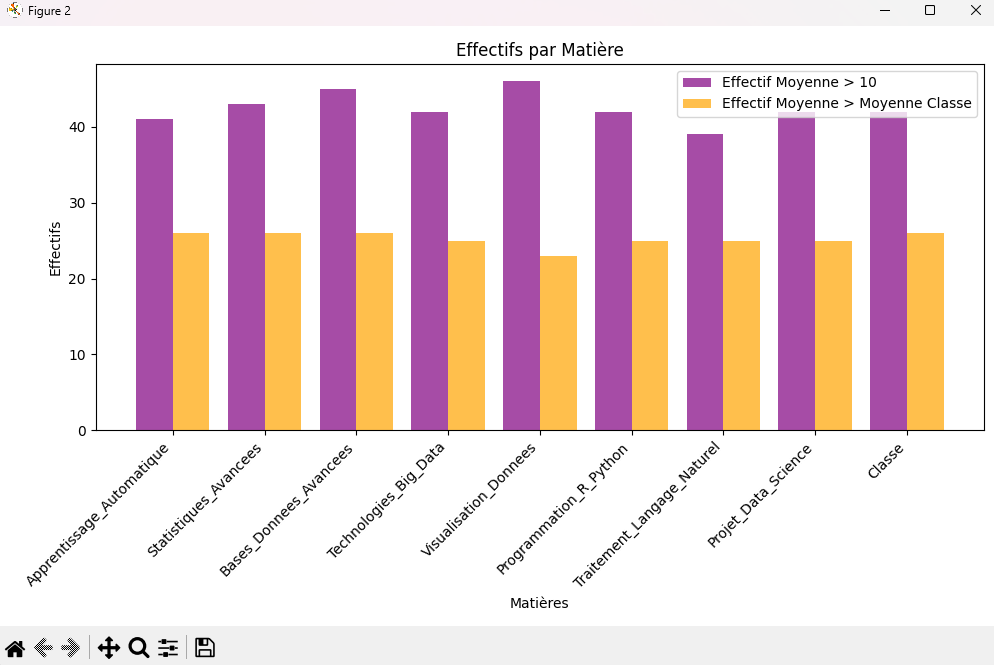 Figure 2
Effectifs par Matière
Effectif Moyenne > 10
Effectif Moyenne > Moyenne Classe
Effectifs
40
30
20
10
0
Apprentissage_Automatique
Statistiques_Avancees
Bases_Donnees_Avancees
Technologies_Big_Data
Visualisation_Donnees
Programmation_R_Python
Traitement_Langage_Naturel
Projet_Data_Science
Classe
Matières